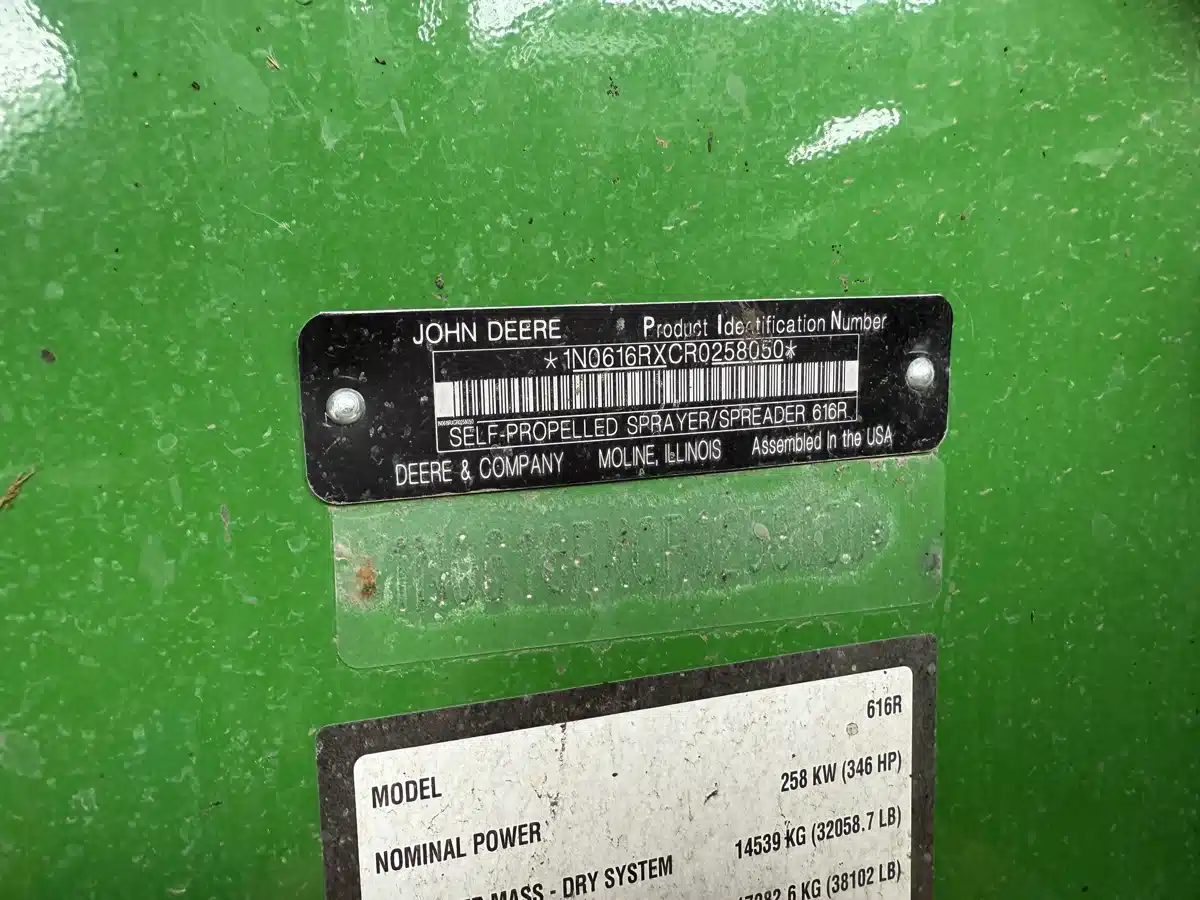 JOHN DEERE Product Identification Number
*1N0616RXCR0258050*
SELF-PROPELLED SPRAYER/SPREADER 616R
DEERE & COMPANY MOLINE, ILLINOIS Assembled in the USA
MODEL 616R
NOMINAL POWER 258 KW (346 HP)
MASS - DRY SYSTEM 14539 KG (32058.7 LB)
KG (38102 LB)